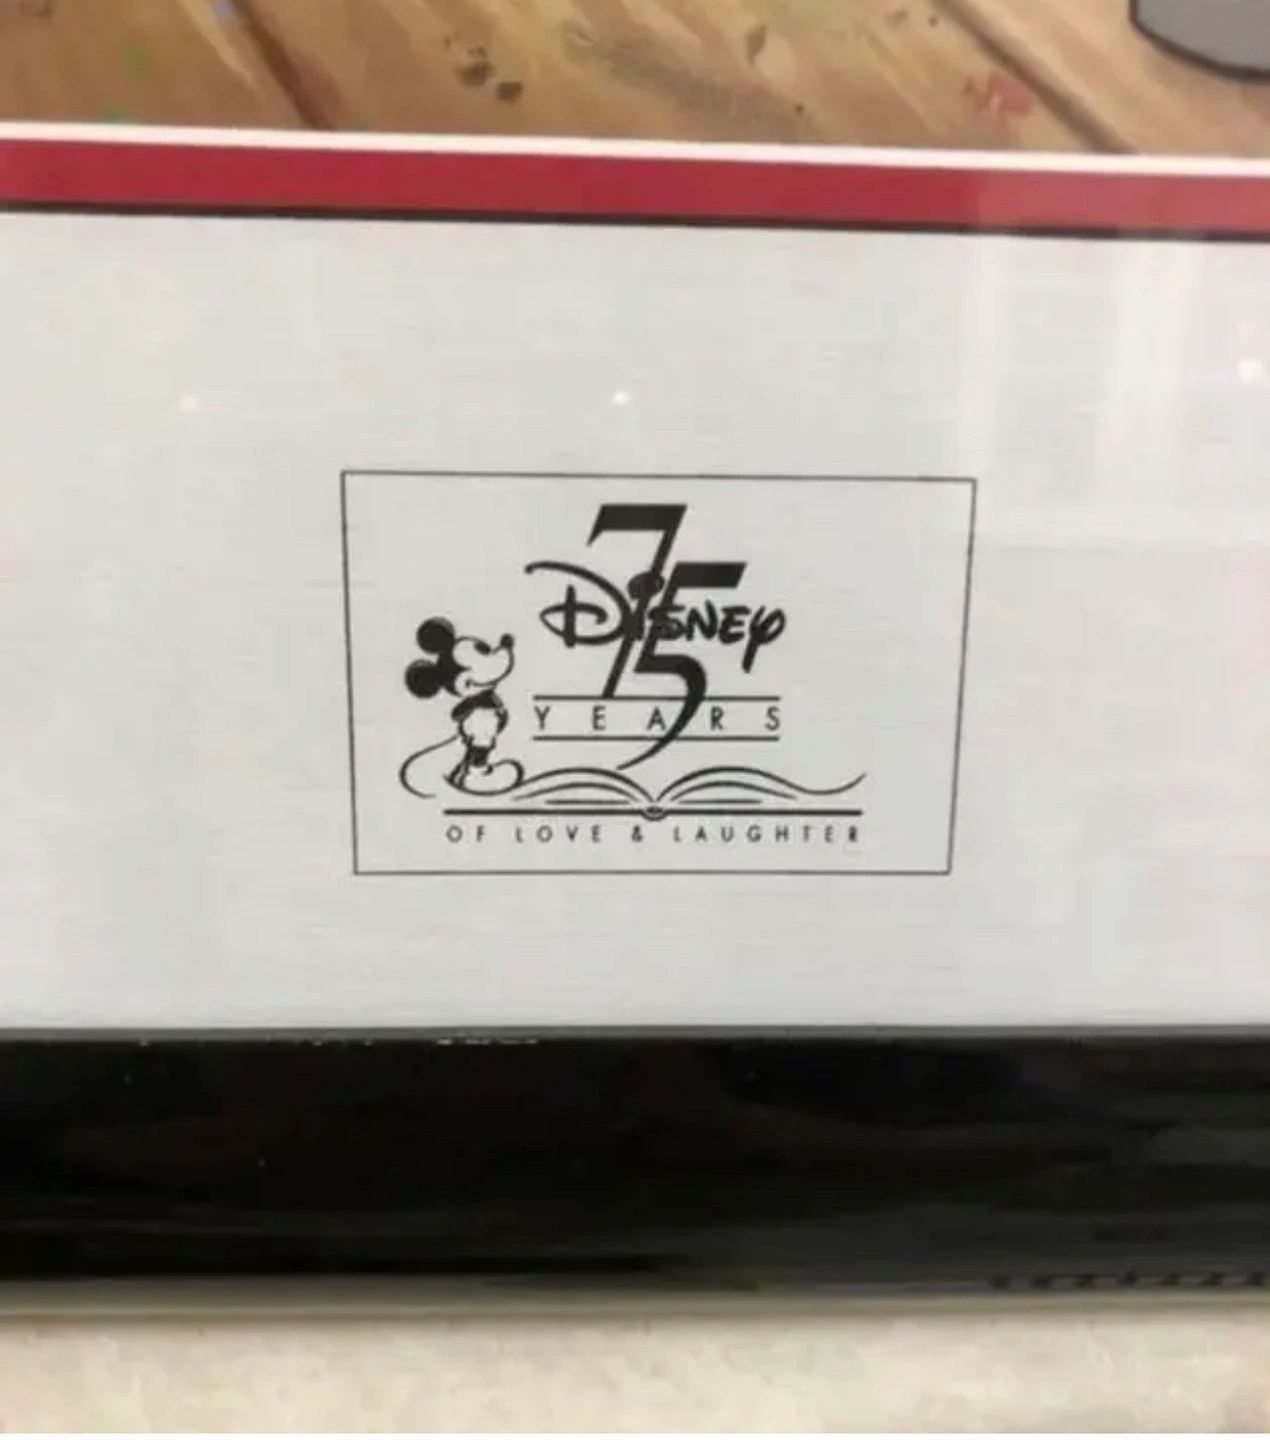 75
Disney
YEARS
OF LOVE & LAUGHTER